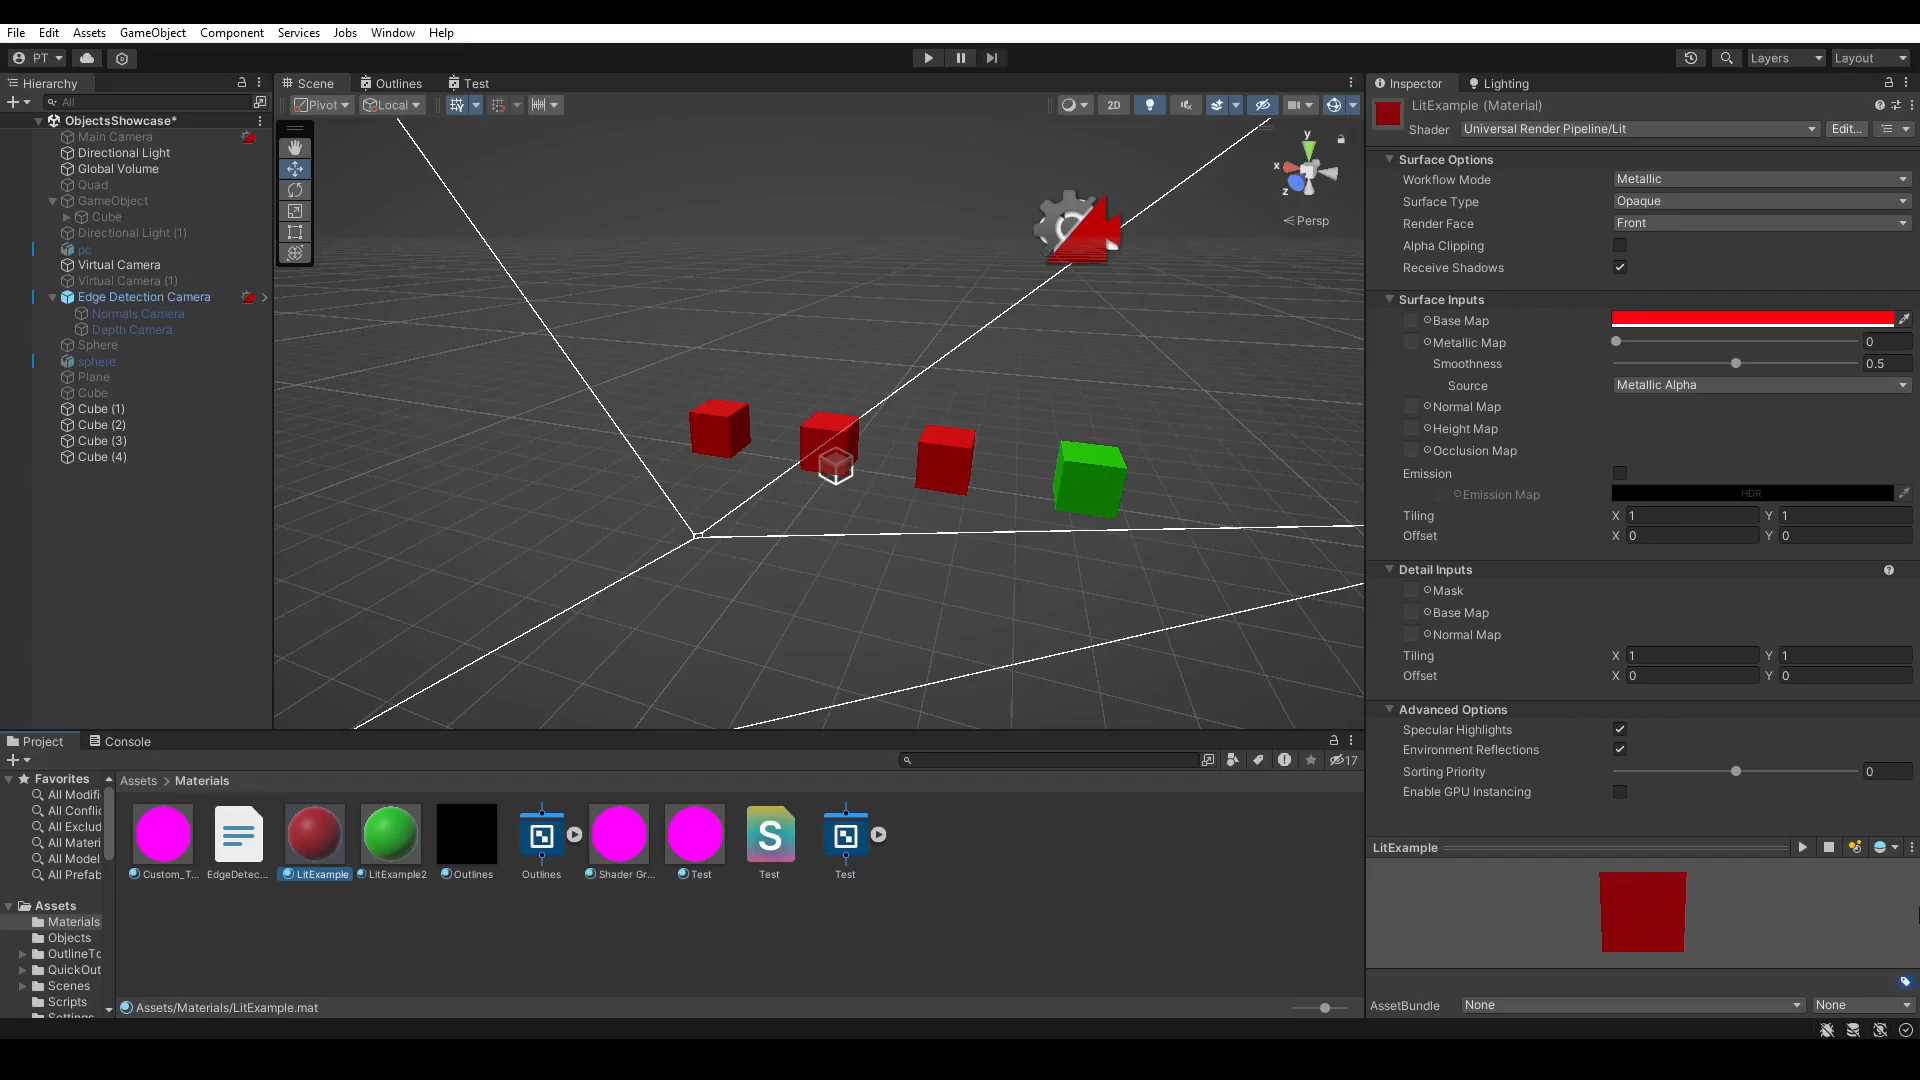 File Edit Assets GameObject Component Services Jobs Window Help
PT Layers Layout
Hierarchy
All
ObjectsShowcase*
Main Camera
Directional Light
Global Volume
Quad
GameObject
Cube
Directional Light (1)
pc
Virtual Camera
Virtual Camera (1)
Edge Detection Camera
Normals Camera
Depth Camera
Sphere
sphere
Plane
Cube
Cube (1)
Cube (2)
Cube (3)
Cube (4)
Scene Outlines Test
Pivot Local 2D
y
x
z
Persp
Inspector Lighting
LitExample (Material)
Shader Universal Render Pipeline/Lit Edit...
Surface Options
Workflow Mode Metallic
Surface Type Opaque
Render Face Front
Alpha Clipping
Receive Shadows
Surface Inputs
Base Map
Metallic Map 0
Smoothness 0.5
Source Metallic Alpha
Normal Map
Height Map
Occlusion Map
Emission
Emission Map HDR
Tiling X 1 Y 1
Offset X 0 Y 0
Detail Inputs
Mask
Base Map
Normal Map
Tiling X 1 Y 1
Offset X 0 Y 0
Advanced Options
Specular Highlights
Environment Reflections
Sorting Priority 0
Enable GPU Instancing
LitExample
AssetBundle None None
Project Console
17
Favorites
All Modifi
All Conflic
All Exclud
All Materi
All Model
All Prefab
Assets
Materials
Objects
OutlineTo
QuickOut
Scenes
Scripts
Settings
Assets > Materials
S
Custom_T... EdgeDetec... LitExample LitExample2 Outlines Outlines Shader Gr... Test Test Test
Assets/Materials/LitExample.mat